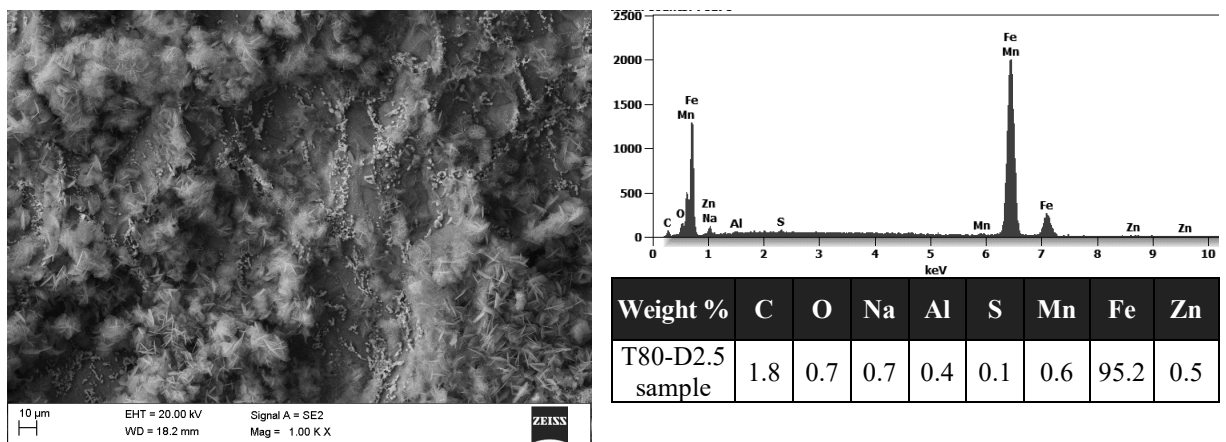 10 µm
EHT = 20.00 kV
WD = 18.2 mm
Signal A = SE2
Mag = 1.00 K X
ZEISS
2500
2000
1500
1000
500
0
Fe
Mn
Fe
Mn
O
C
Zn
Na
Al
S
Mn
Fe
Zn
Zn
0 1 2 3 4 5 6 7 8 9 10
keV
Weight % C O Na Al S Mn Fe Zn
T80-D2.5
sample 1.8 0.7 0.7 0.4 0.1 0.6 95.2 0.5